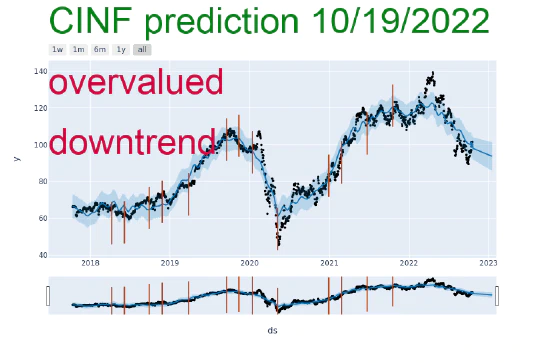 CINF prediction 10/19/2022
1w 1m 6m 1y all
140
overvalued
120
y
100
downtrend
80
60
40
2018 2019 2020 2021 2022 2023
ds